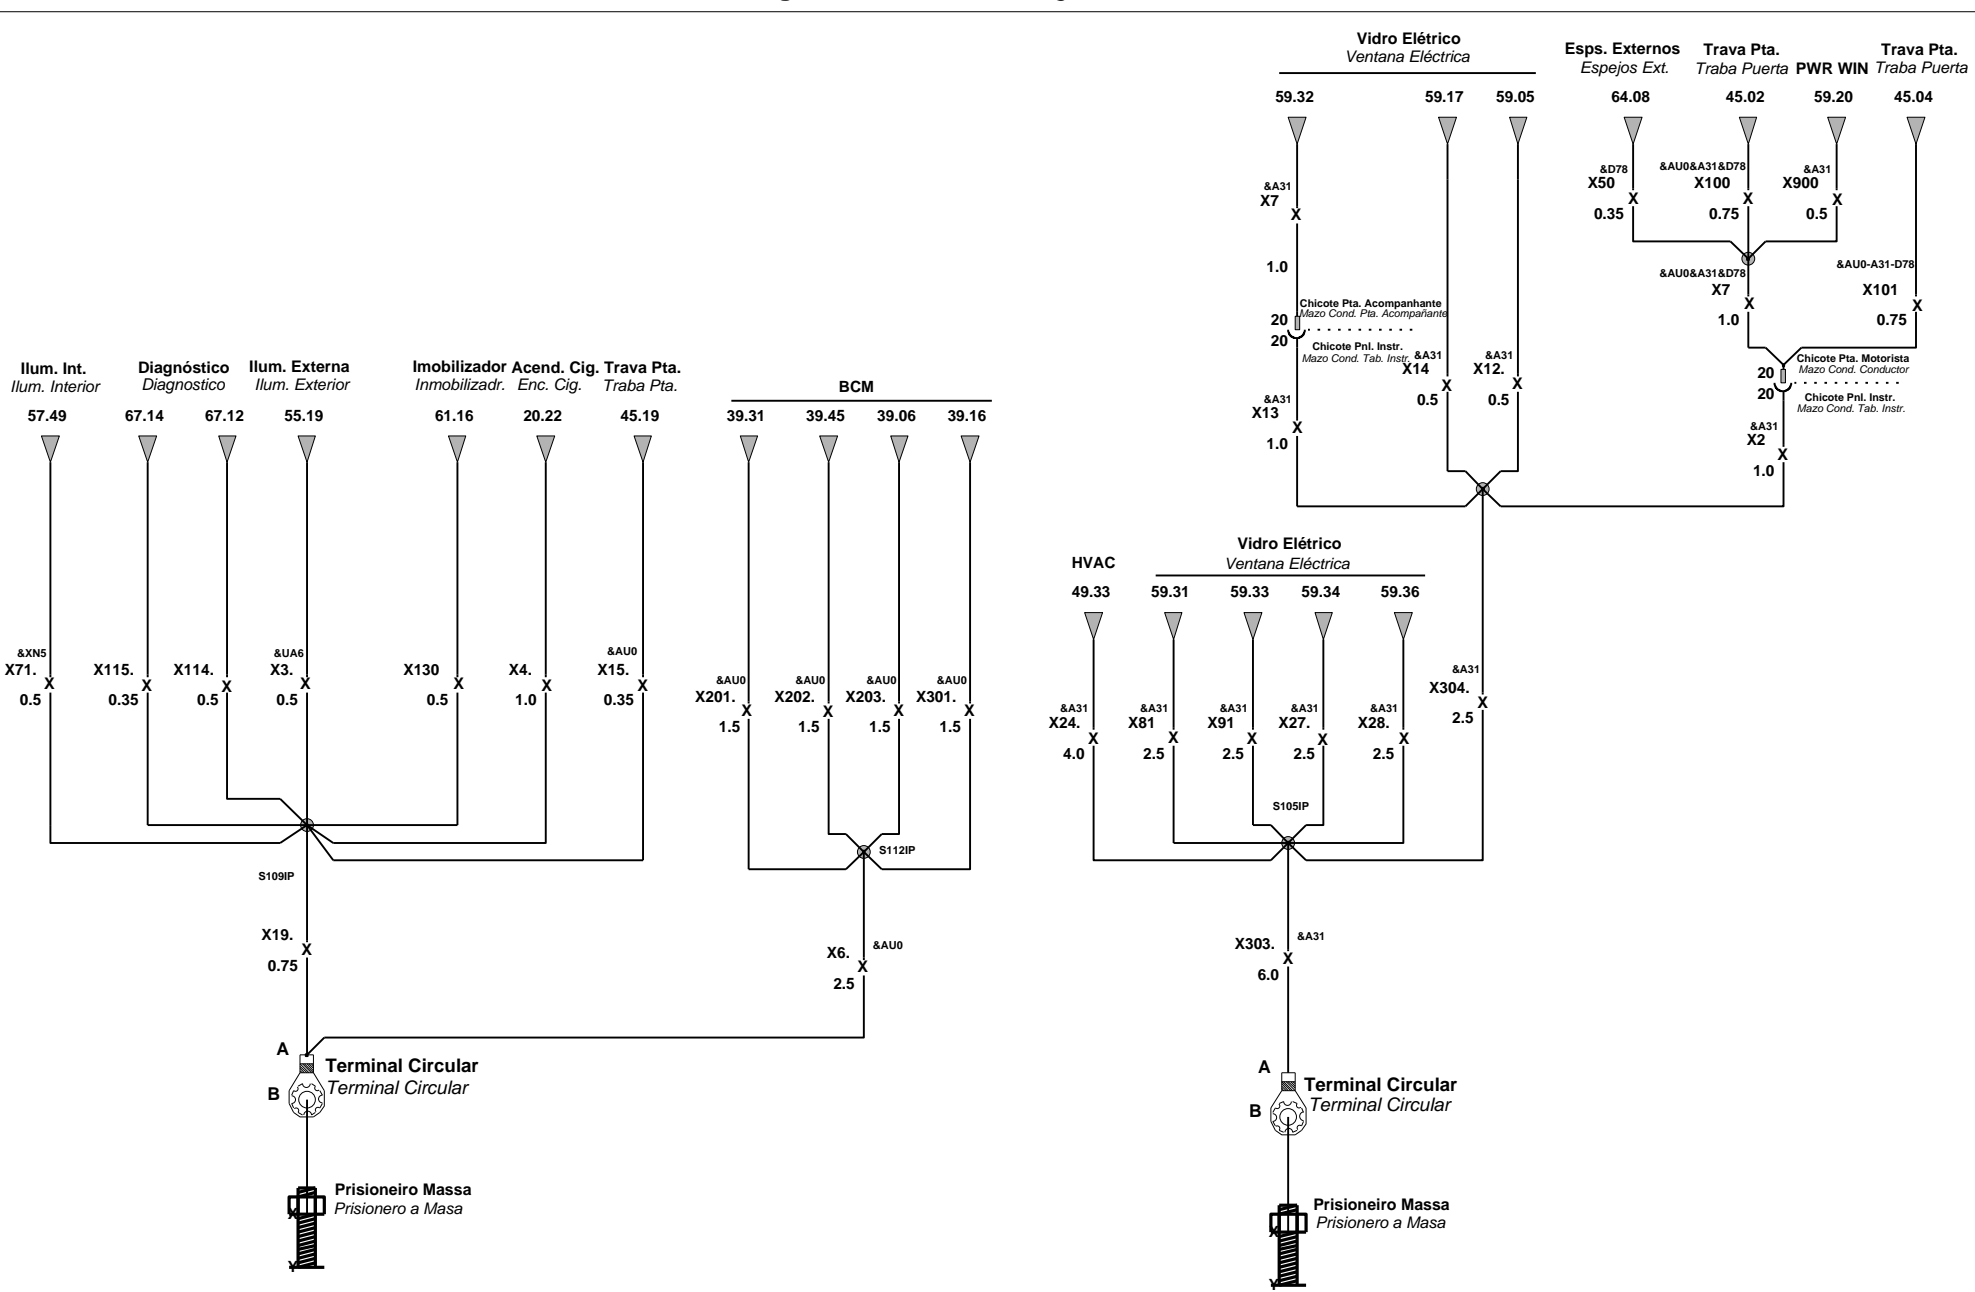 Vidro Elétrico
Ventana Eléctrica
Esps. Externos
Espejos Ext.
Trava Pta.
Traba Puerta
PWR WIN
Trava Pta.
Traba Puerta
59.32 59.17 59.05 64.08 45.02 59.20 45.04
&A31
X7
X
1.0
&D78
X50
X
0.35
&AU0&A31&D78
X100
X
0.75
&A31
X900
X
0.5
&AU0&A31&D78
X7
X
1.0
&AU0-A31-D78
X101
X
0.75
Chicote Pta. Acompanhante
20
Mazo Cond. Pta. Acompañante
20
Chicote Pnl. Instr.
Mazo Cond. Tab. Instr.
&A31
X14
X
0.5
&A31
X12.
X
0.5
&A31
X13
X
1.0
Chicote Pta. Motorista
20
Mazo Cond. Conductor
20
Chicote Pnl. Instr.
Mazo Cond. Tab. Instr.
&A31
X2
X
1.0
Ilum. Int.
Ilum. Interior
Diagnóstico
Diagnostico
Ilum. Externa
Ilum. Exterior
Imobilizador
Inmobilizadr.
Acend. Cig.
Enc. Cig.
Trava Pta.
Traba Pta.
BCM
57.49 67.14 67.12 55.19 61.16 20.22 45.19 39.31 39.45 39.06 39.16
&XN5
X71.
X
0.5
X115.
X
0.35
X114.
X
0.5
&UA6
X3.
X
0.5
X130
X
0.5
X4.
X
1.0
&AU0
X15.
X
0.35
&AU0
X201.
X
1.5
&AU0
X202.
X
1.5
&AU0
X203.
X
1.5
&AU0
X301.
X
1.5
S109IP
S112IP
X19.
X
0.75
X6.
&AU0
X
2.5
A
B
Terminal Circular
Terminal Circular
Prisioneiro Massa
Prisionero a Masa
X
Y
HVAC
Vidro Elétrico
Ventana Eléctrica
49.33 59.31 59.33 59.34 59.36
&A31
X24.
X
4.0
&A31
X81
X
2.5
&A31
X91
X
2.5
&A31
X27.
X
2.5
&A31
X28.
X
2.5
&A31
X304.
X
2.5
S105IP
X303.
&A31
X
6.0
A
B
Terminal Circular
Terminal Circular
Prisioneiro Massa
Prisionero a Masa
X
Y